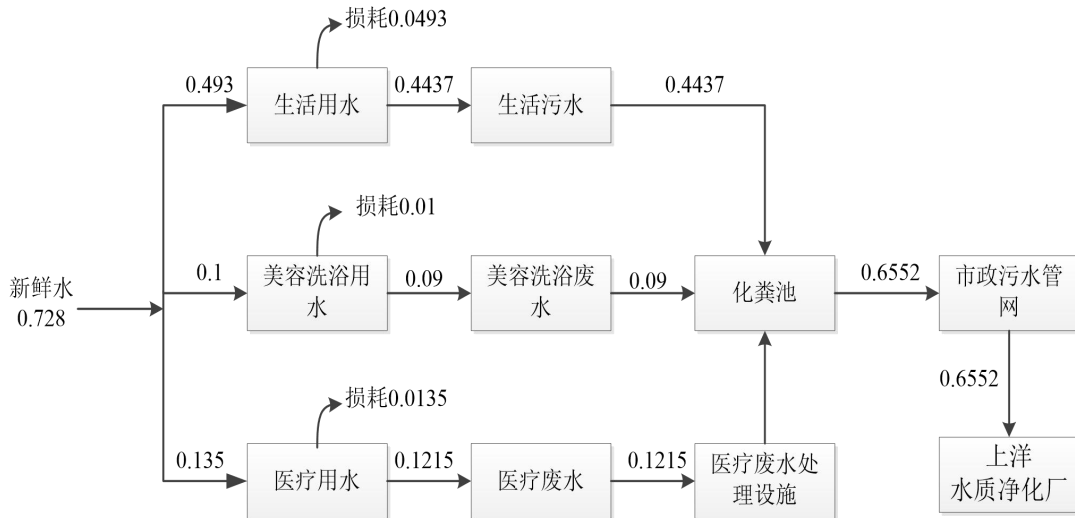 损耗0.0493
0.493
生活用水
0.4437
生活污水
0.4437
损耗0.01
新鲜水
0.728
0.1
美容洗浴用
水
0.09
美容洗浴废
水
0.09
化粪池
0.6552
市政污水管
网
0.6552
损耗0.0135
0.135
医疗用水
0.1215
医疗废水
0.1215
医疗废水处
理设施
上洋
水质净化厂